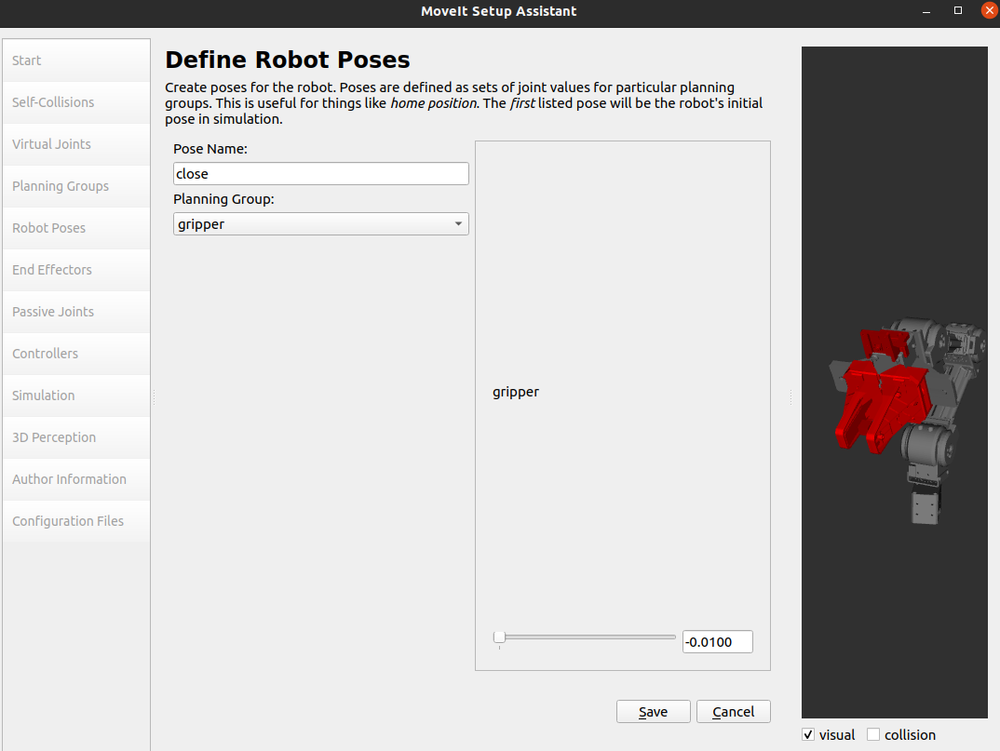 MoveIt Setup Assistant
Start
Self-Collisions
Virtual Joints
Planning Groups
Robot Poses
End Effectors
Passive Joints
Controllers
Simulation
3D Perception
Author Information
Configuration Files
Define Robot Poses
Create poses for the robot. Poses are defined as sets of joint values for particular planning
groups. This is useful for things like home position. The first listed pose will be the robot's initial
pose in simulation.
Pose Name:
close
Planning Group:
gripper
gripper
-0.0100
Save
Cancel
visual
collision